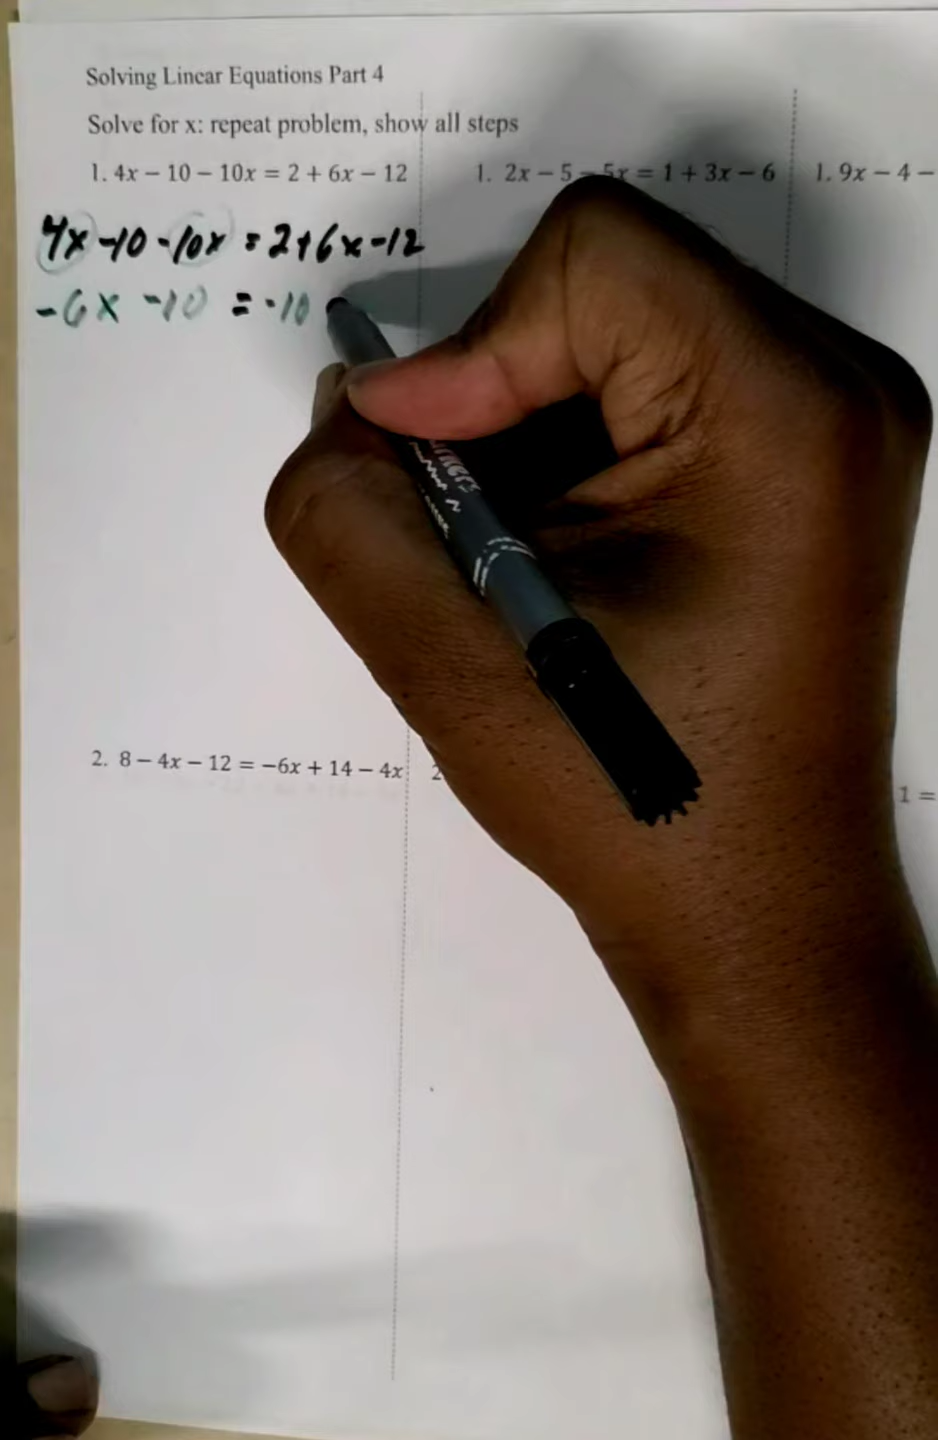 Solving Linear Equations Part 4
Solve for x: repeat problem, show all steps
1. 4x − 10 − 10x = 2 + 6x − 12
1. 2x − 5 − 5x = 1 + 3x − 6
1. 9x − 4 −
4x -10 -10x = 2+6x-12
-6x -10 = -10
2. 8 − 4x − 12 = −6x + 14 − 4x
2
1 =